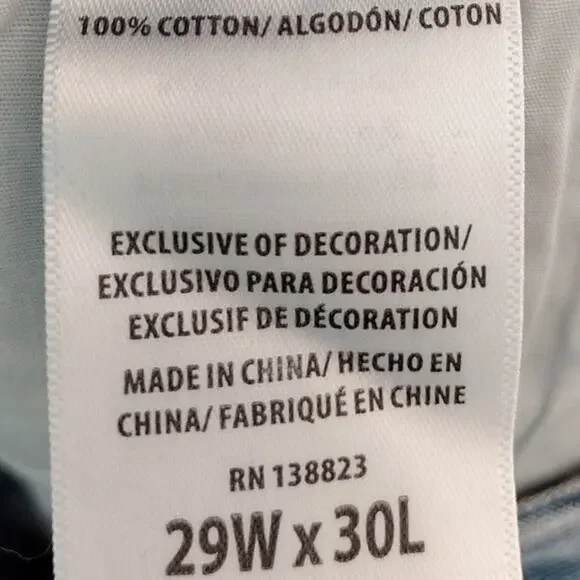 100% COTTON/ ALGODÓN/ COTON
EXCLUSIVE OF DECORATION/
EXCLUSIVO PARA DECORACIÓN
EXCLUSIF DE DÉCORATION
MADE IN CHINA/ HECHO EN
CHINA/ FABRIQUÉ EN CHINE
RN 138823
29W x 30L